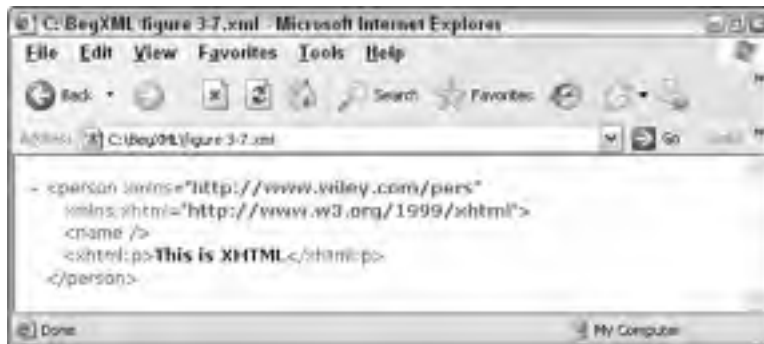 C:\BegXML\figure 3-7.xml - Microsoft Internet Explorer
File Edit View Favorites Tools Help
Back Search Favorites
Address C:\BegXML\figure 3-7.xml Go
- <person xmlns="http://www.wiley.com/pers"
xmlns:xhtml="http://www.w3.org/1999/xhtml">
<name />
<xhtml:p>This is XHTML</xhtml:p>
</person>
Done My Computer